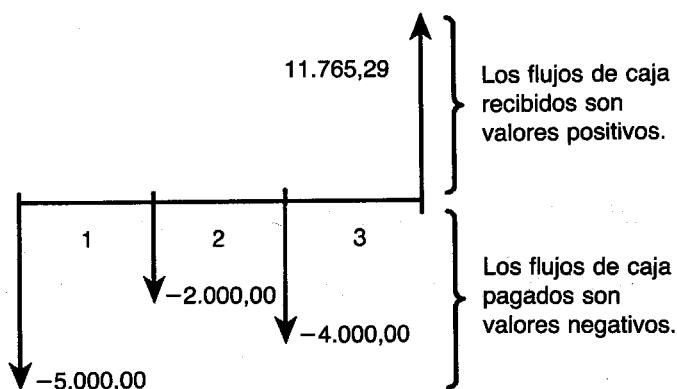 11.765,29
Los flujos de caja
recibidos son
valores positivos.
1
2
3
−2.000,00
−4.000,00
−5.000,00
Los flujos de caja
pagados son
valores negativos.